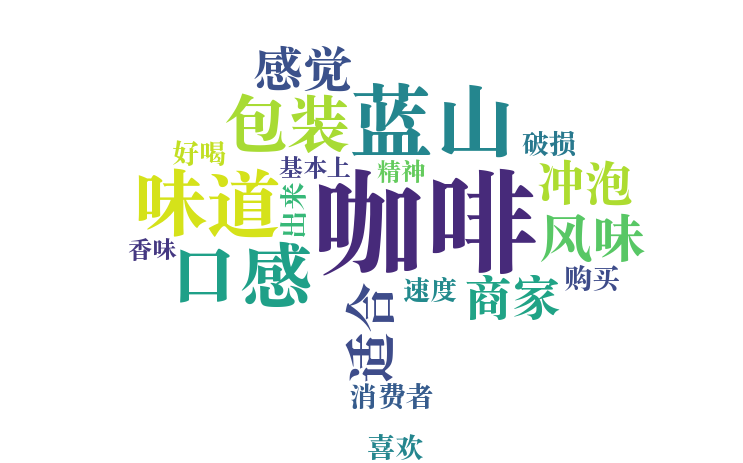 感觉
包装
蓝山
破损
好喝
基本上
精神
冲泡
味道
出来
咖啡
风味
香味
口感
速度
商家
购买
适合
消费者
喜欢